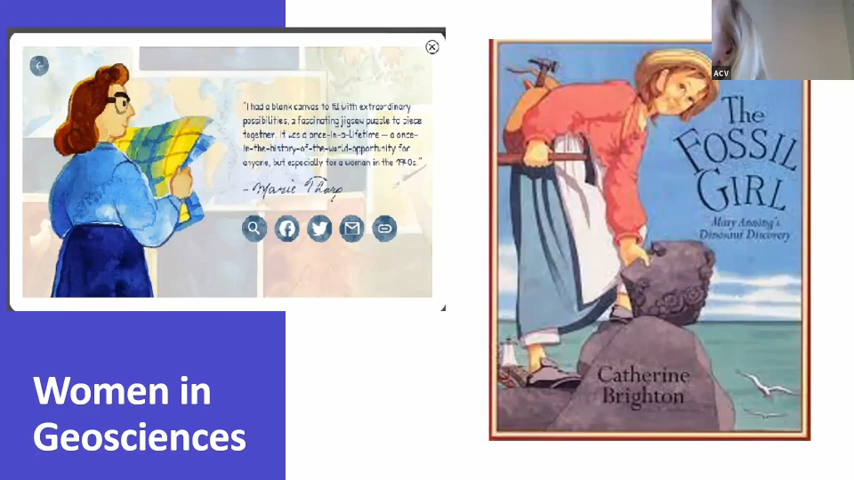 "I had a blank canvas to fill with extraordinary
possibilities, a fascinating jigsaw puzzle to piece
together. It was a once-in-a-lifetime — a once-
in-the-history-of-the-world-opportunity for
anyone, but especially for a woman in the 1940s."
- Marie Tharp
Women in
Geosciences
ACV
The
FOSSIL
GIRL
Mary Anning's
Dinosaur Discovery
Catherine
Brighton